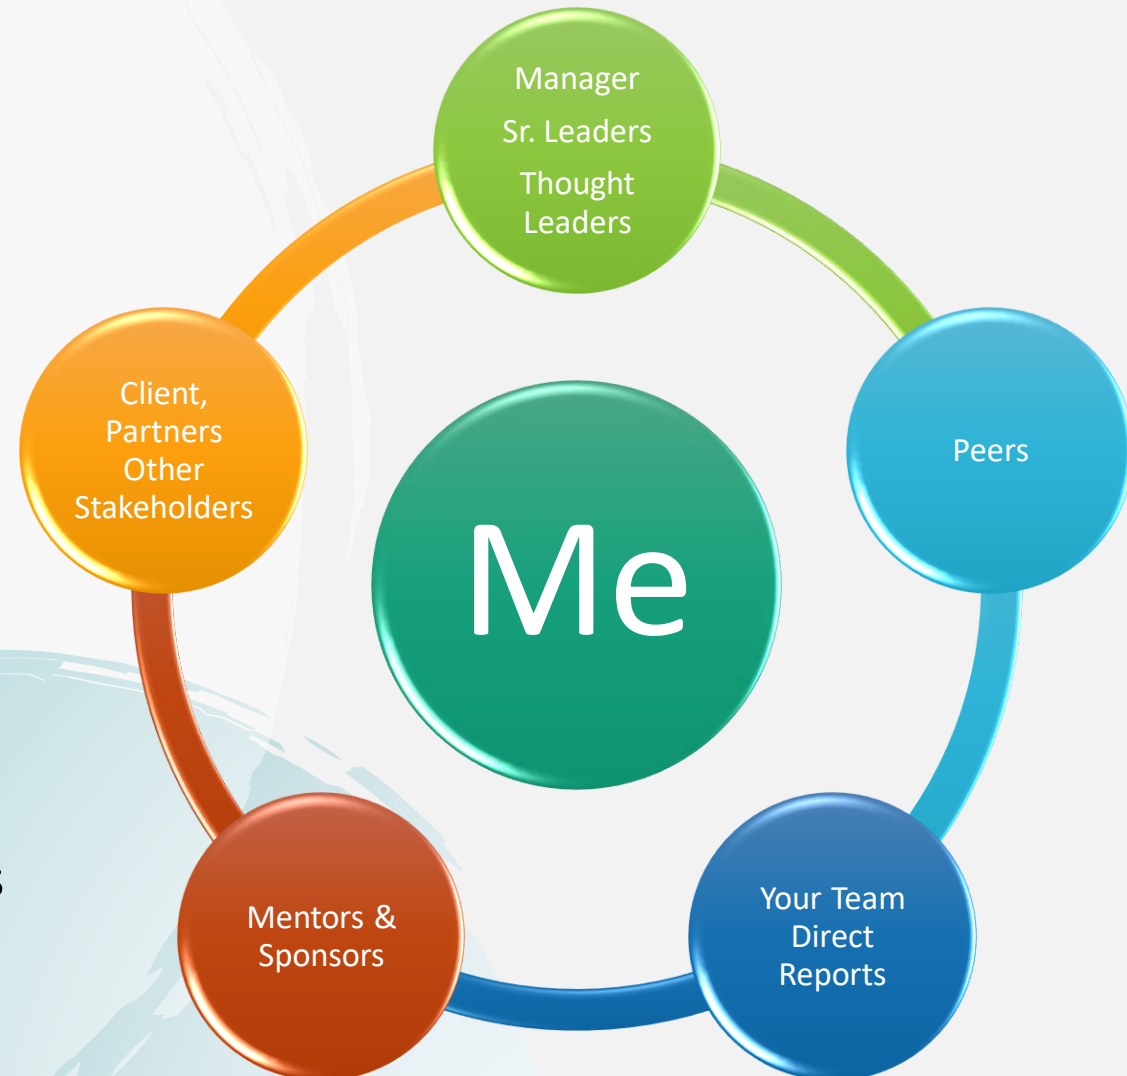 Manager
Sr. Leaders
Thought
Leaders
Client,
Partners
Other
Stakeholders
Me
Peers
s
Mentors &
Sponsors
Your Team
Direct
Reports